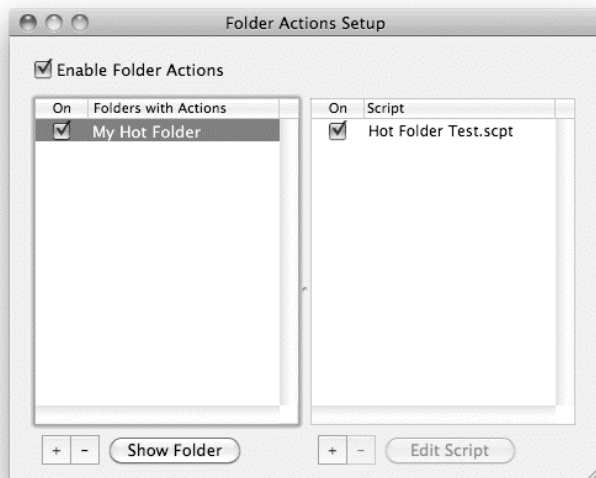 Folder Actions Setup
Enable Folder Actions
On Folders with Actions
My Hot Folder
On Script
Hot Folder Test.scpt
+ - Show Folder
+ - Edit Script